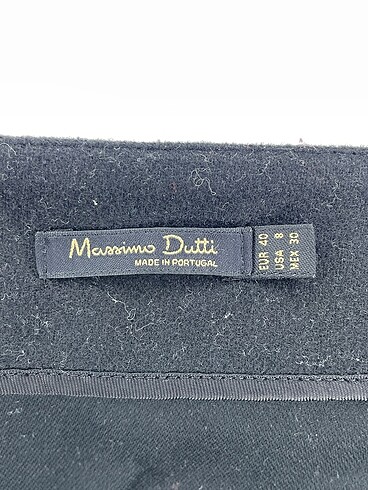 Massimo Dutti
MADE IN PORTUGAL
EUR 40
USA 8
MEX 30